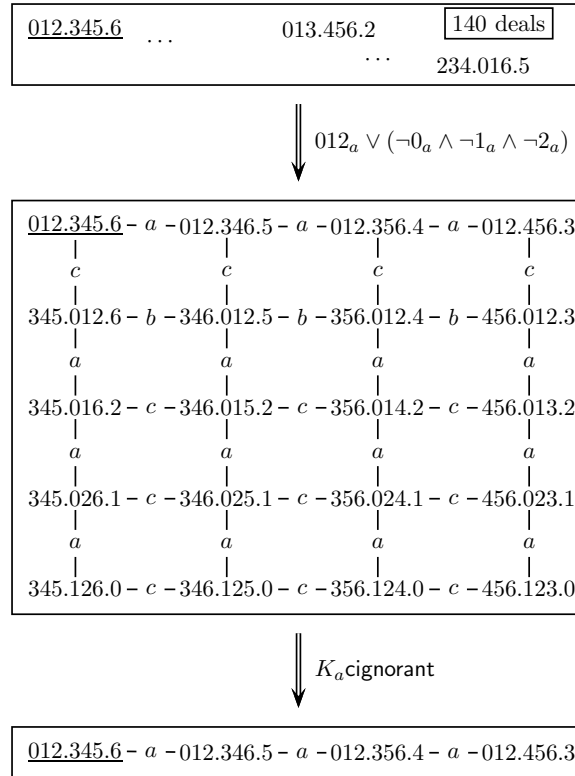 012.345.6 ... 013.456.2 140 deals
... 234.016.5
012ₐ ∨ (¬0ₐ ∧ ¬1ₐ ∧ ¬2ₐ)
012.345.6 – a – 012.346.5 – a – 012.356.4 – a – 012.456.3
c c c c
345.012.6 – b – 346.012.5 – b – 356.012.4 – b – 456.012.3
a a a a
345.016.2 – c – 346.015.2 – c – 356.014.2 – c – 456.013.2
a a a a
345.026.1 – c – 346.025.1 – c – 356.024.1 – c – 456.023.1
a a a a
345.126.0 – c – 346.125.0 – c – 356.124.0 – c – 456.123.0
Kₐcignorant
012.345.6 – a – 012.346.5 – a – 012.356.4 – a – 012.456.3